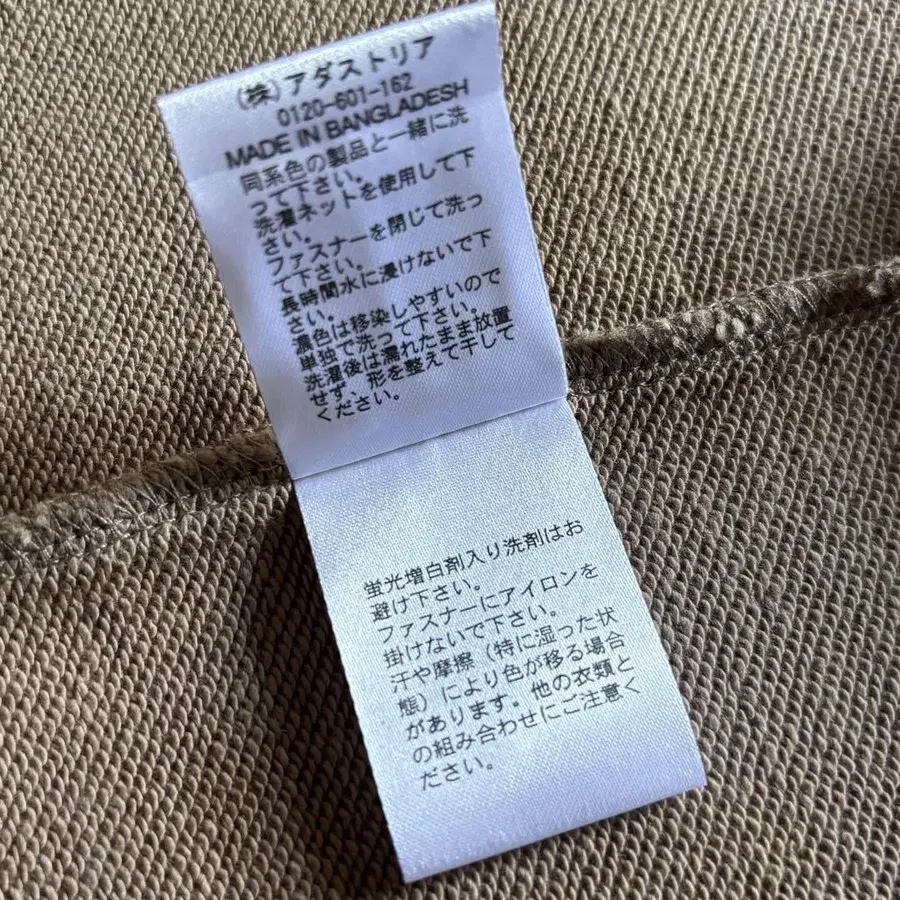 (株)アダストリア
0120-601-162
MADE IN BANGLADESH
同系色の製品と一緒に洗
って下さい。
洗濯ネットを使用して下
さい。
ファスナーを閉じて洗っ
て下さい。
長時間水に浸けないで下
さい。
濃色は移染しやすいので
単独で洗って下さい。
洗濯後は濡れたまま放置
せず、形を整えて干して
ください。
蛍光増白剤入り洗剤はお
避け下さい。
ファスナーにアイロンを
掛けないで下さい。
汗や摩擦（特に湿った状
態）により色が移る場合
があります。他の衣類と
の組み合わせにご注意く
ださい。